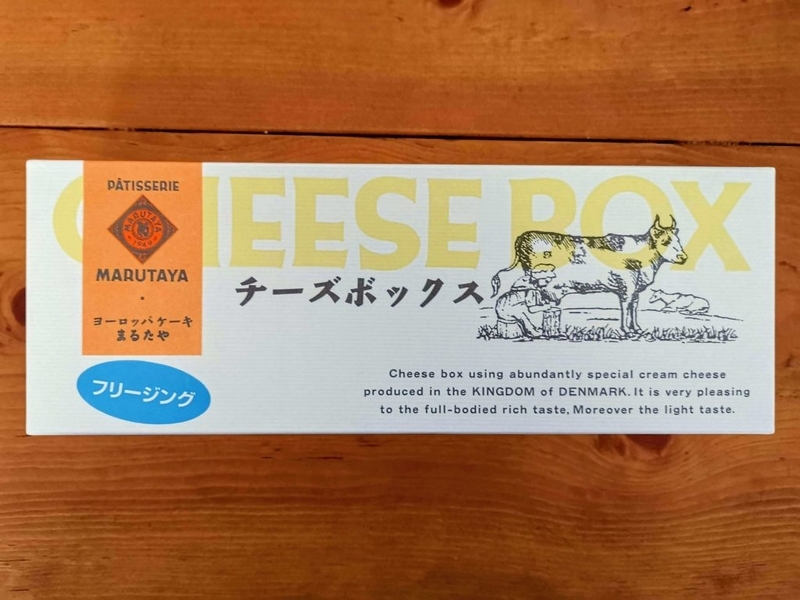 PÂTISSERIE
MARUTAYA
1949
MARUTAYA
ヨーロッパケーキ
まるたや
フリージング
CHEESE BOX
チーズボックス
Cheese box using abundantly special cream cheese
produced in the KINGDOM of DENMARK. It is very pleasing
to the full-bodied rich taste, Moreover the light taste.